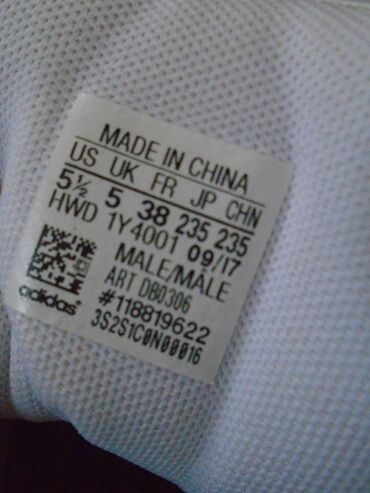 MADE IN CHINA
US UK FR JP CHN
5½ 5 38 235 235
HWD 1Y4001 09/17
MALE/MÂLE
ART DB0306
#118819622
3S2S1C0N00016
adidas